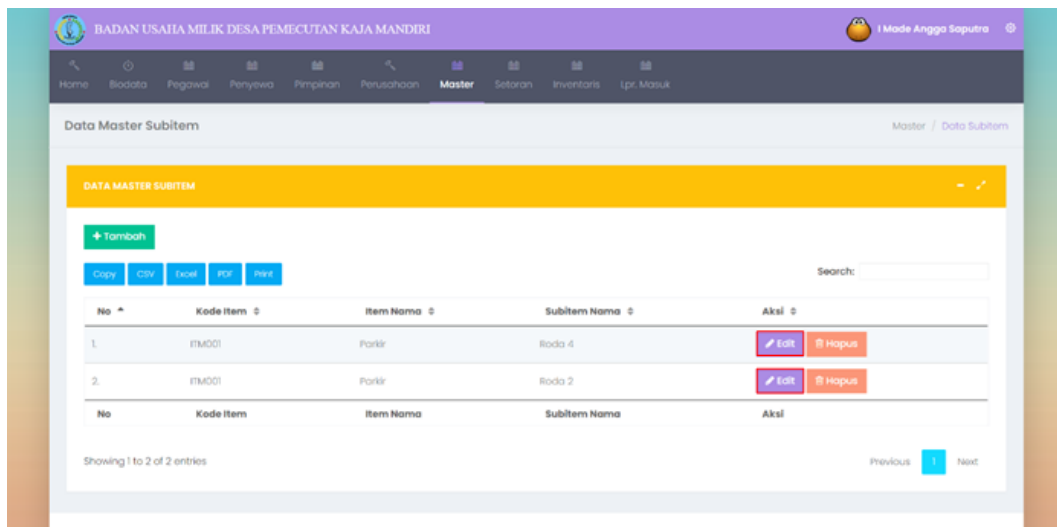 BADAN USAHA MILIK DESA PEMECUTAN KAJA MANDIRI I Made Angga Saputra
Home Biodata Pegawai Penyewa Pimpinan Perusahaan Master Setoran Inventaris Lpr. Masuk
Data Master Subitem Master / Data Subitem
DATA MASTER SUBITEM
+ Tambah
Copy CSV Excel PDF Print Search:
No Kode Item Item Nama Subitem Nama Aksi
1. ITM001 Parkir Roda 4 Edit Hapus
2. ITM001 Parkir Roda 2 Edit Hapus
No Kode Item Item Nama Subitem Nama Aksi
Showing 1 to 2 of 2 entries Previous 1 Next